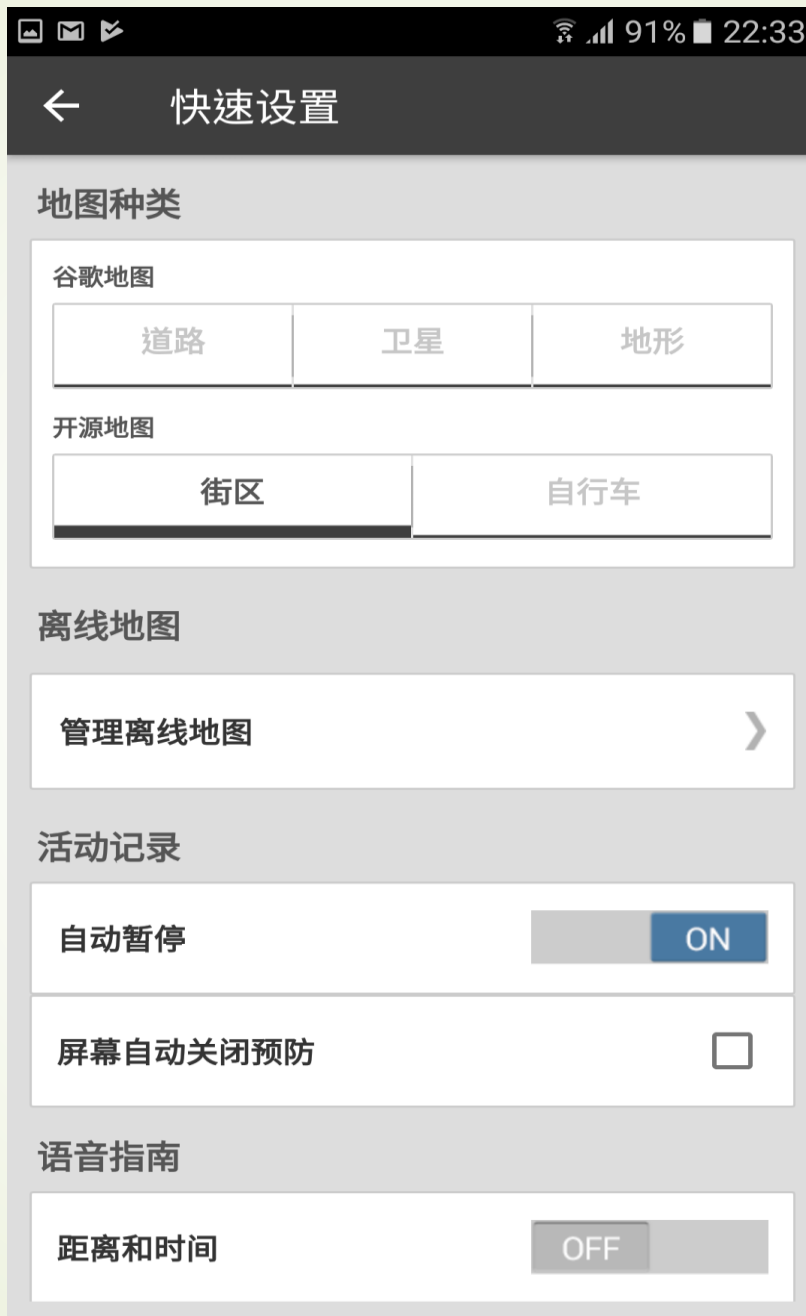 91% 22:33
快速设置
地图种类
谷歌地图
道路 卫星 地形
开源地图
街区 自行车
离线地图
管理离线地图
活动记录
自动暂停 ON
屏幕自动关闭预防
语音指南
距离和时间 OFF